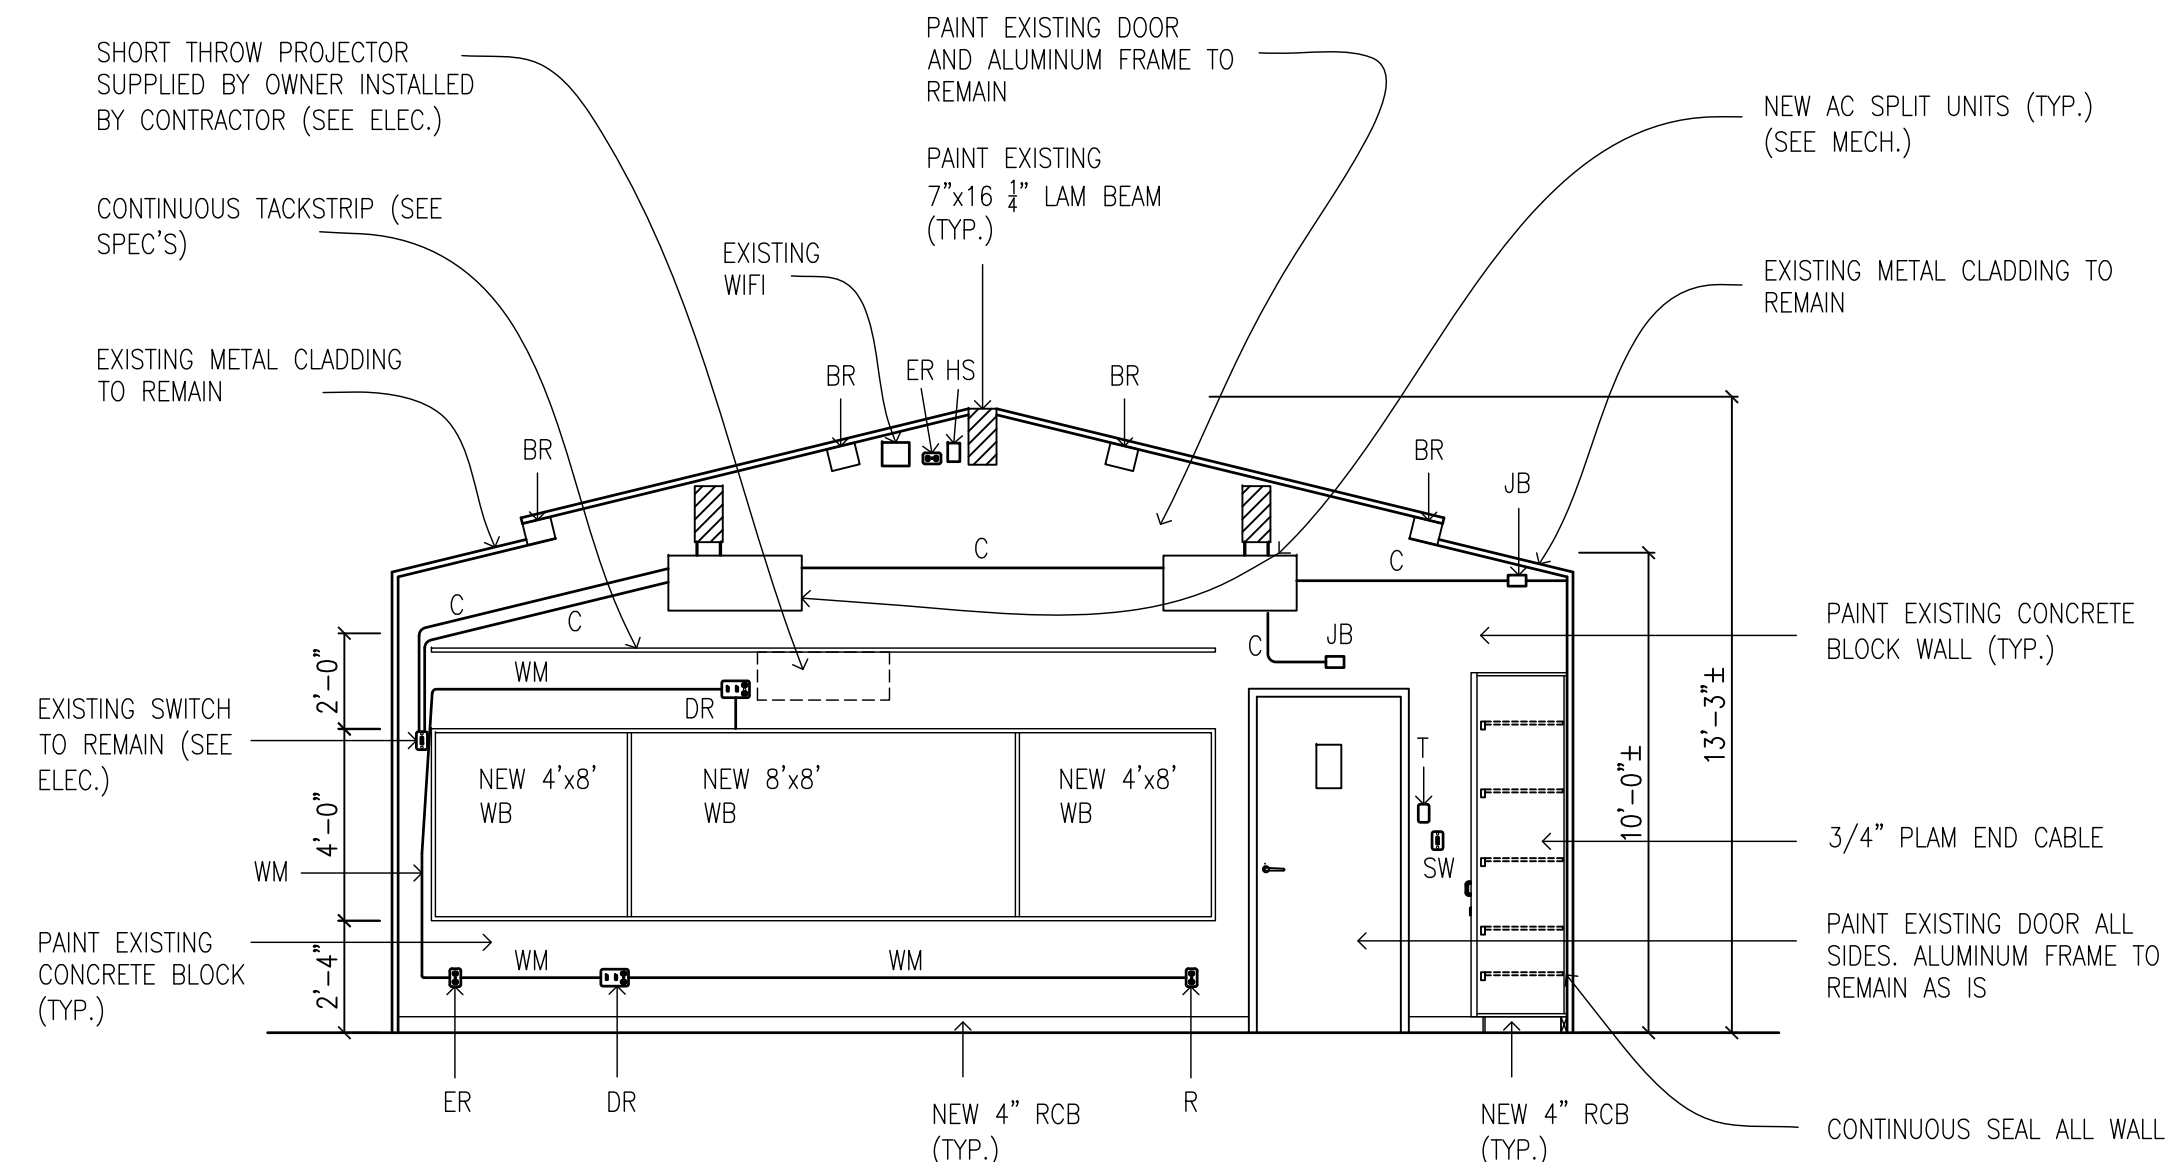 SHORT THROW PROJECTOR
SUPPLIED BY OWNER INSTALLED
BY CONTRACTOR (SEE ELEC.)
PAINT EXISTING DOOR
AND ALUMINUM FRAME TO
REMAIN
NEW AC SPLIT UNITS (TYP.)
(SEE MECH.)
PAINT EXISTING
7"x16 1/4" LAM BEAM
(TYP.)
CONTINUOUS TACKSTRIP (SEE
SPEC'S)
EXISTING
WIFI
EXISTING METAL CLADDING TO
REMAIN
EXISTING METAL CLADDING
TO REMAIN
BR
ER HS
BR
BR
BR
JB
C
C
C
C
C
JB
WM
DR
2'-0"
4'-0"
2'-4"
10'-0"±
13'-3"±
PAINT EXISTING CONCRETE
BLOCK WALL (TYP.)
EXISTING SWITCH
TO REMAIN (SEE
ELEC.)
NEW 4'x8'
WB
NEW 8'x8'
WB
NEW 4'x8'
WB
T
SW
3/4" PLAM END CABLE
WM
PAINT EXISTING
CONCRETE BLOCK
(TYP.)
WM
WM
PAINT EXISTING DOOR ALL
SIDES. ALUMINUM FRAME TO
REMAIN AS IS
ER
DR
NEW 4" RCB
(TYP.)
R
NEW 4" RCB
(TYP.)
CONTINUOUS SEAL ALL WALL